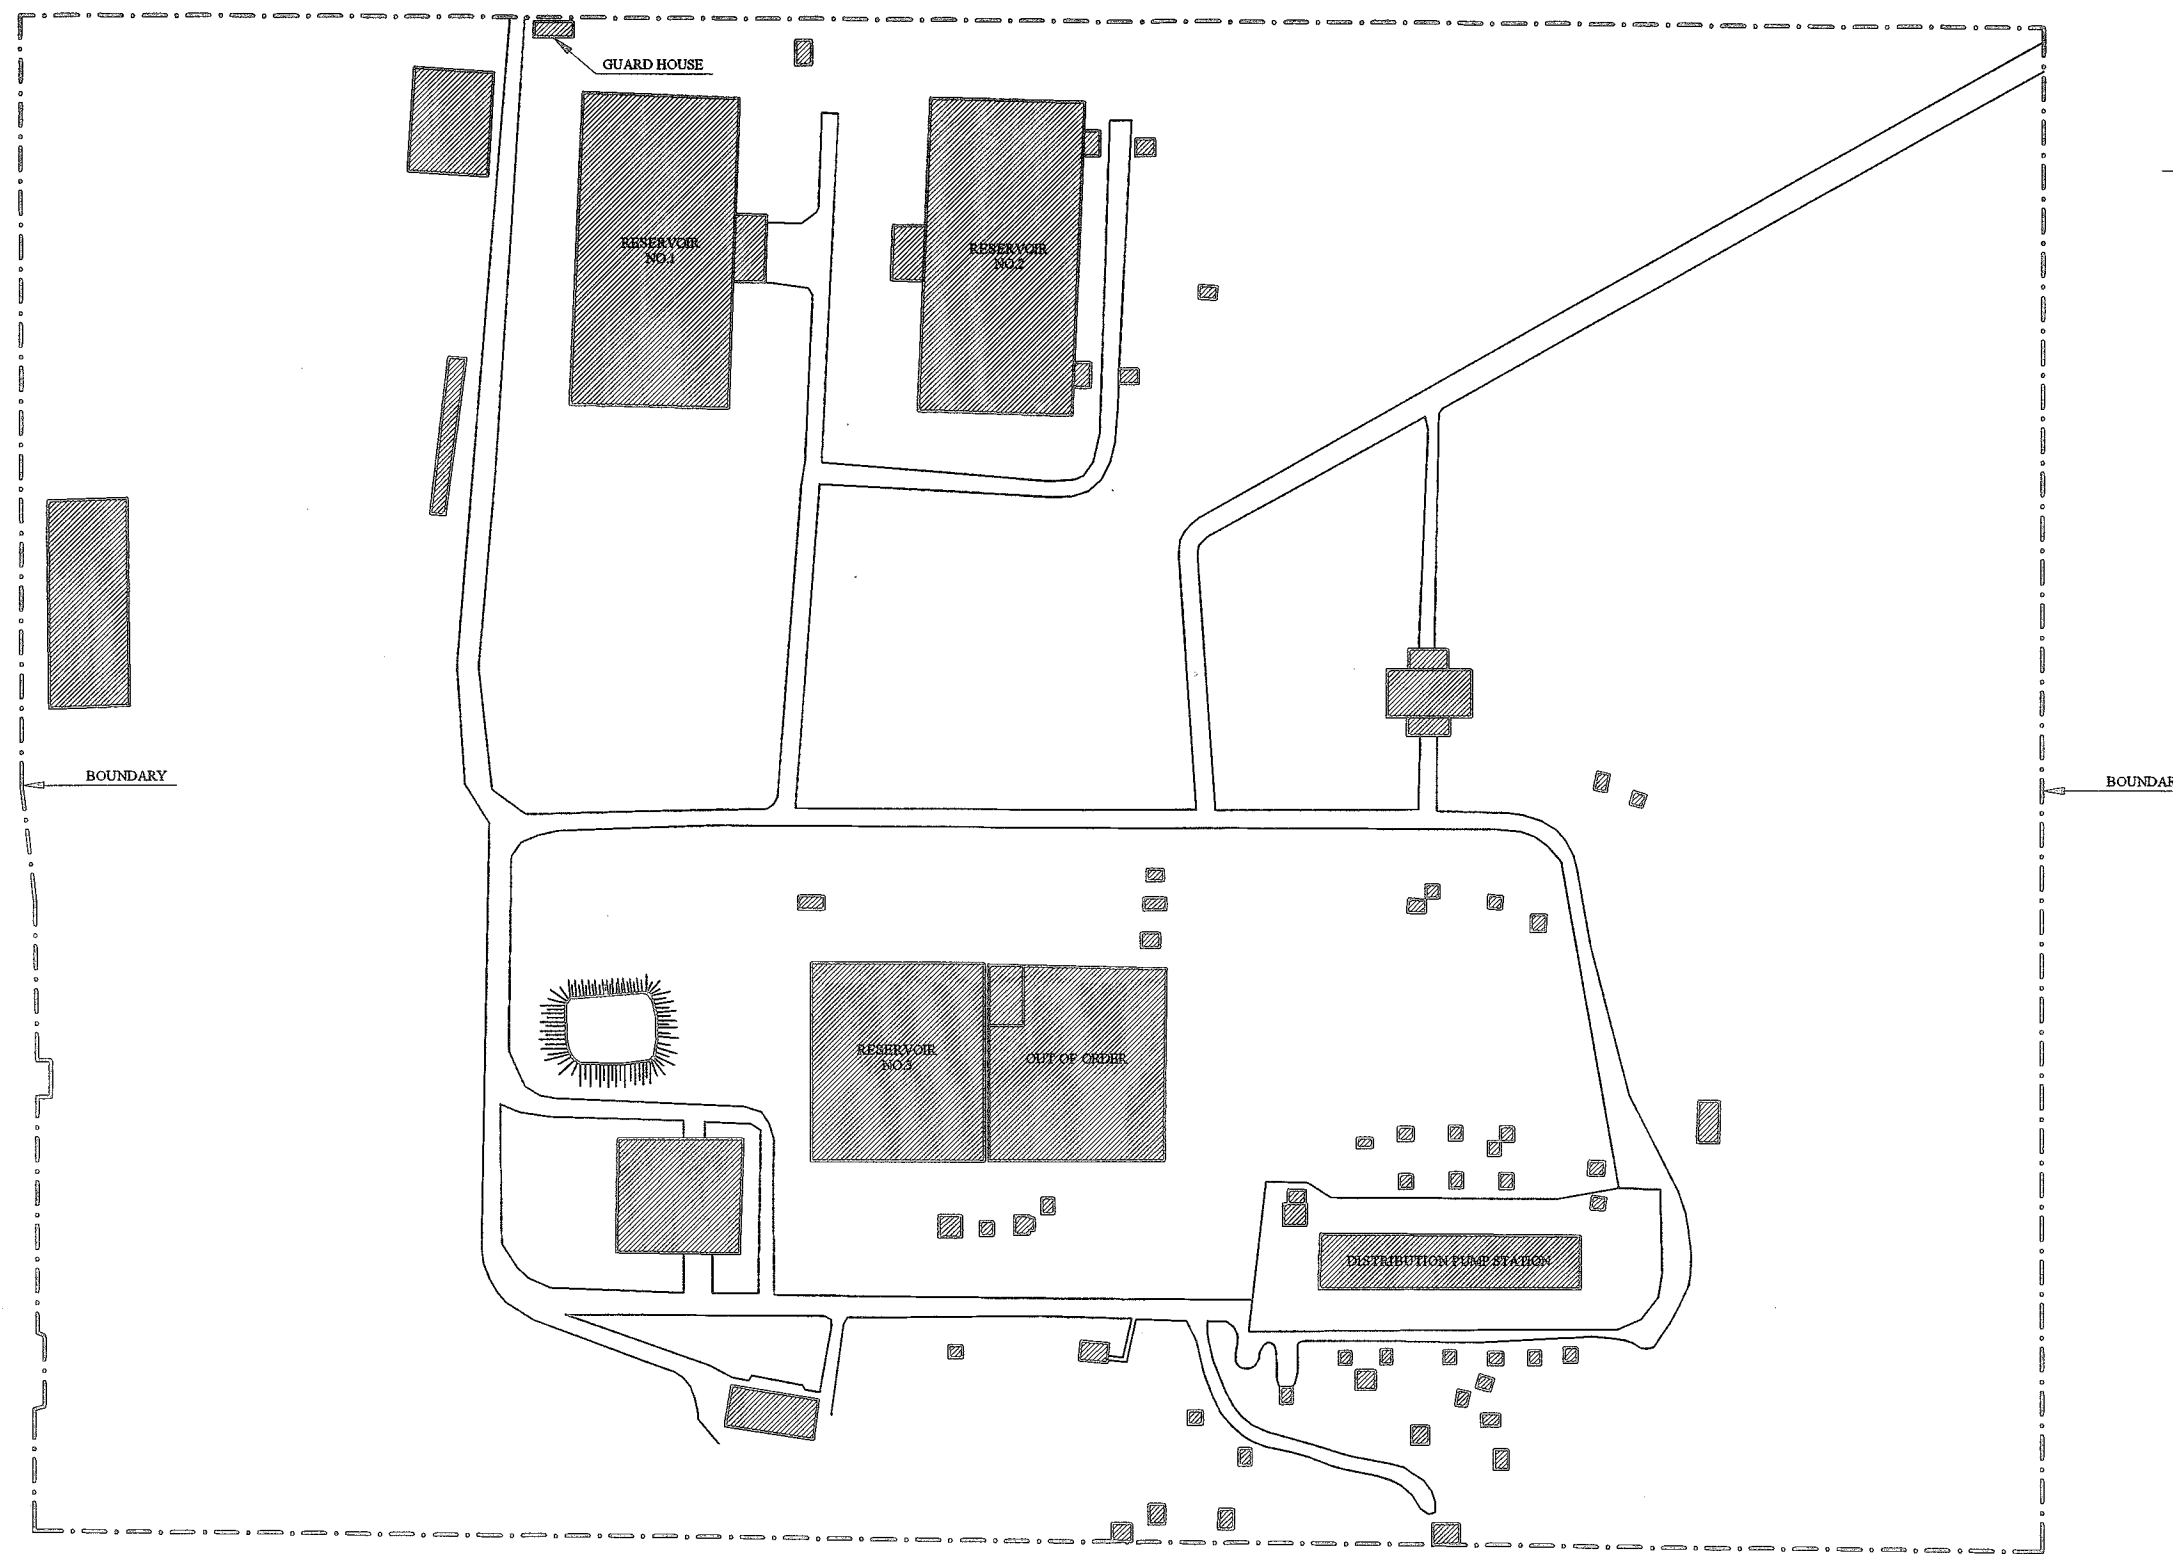 GUARD HOUSE
RESERVOIR
NO.1
RESERVOIR
NO.2
BOUNDARY
BOUNDAR
RESERVOIR
NO.3
OUT OF ORDER
DISTRIBUTION PUMP STATION